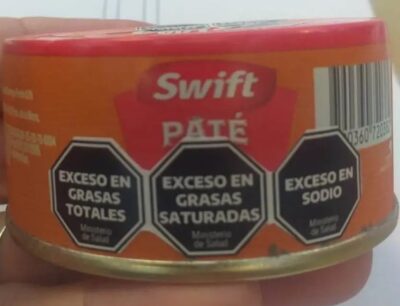 Swift
PATÉ
EXCESO EN
GRASAS
TOTALES
Ministerio
de Salud
EXCESO EN
GRASAS
SATURADAS
Ministerio
de Salud
EXCESO EN
SODIO
Ministerio
de Salud